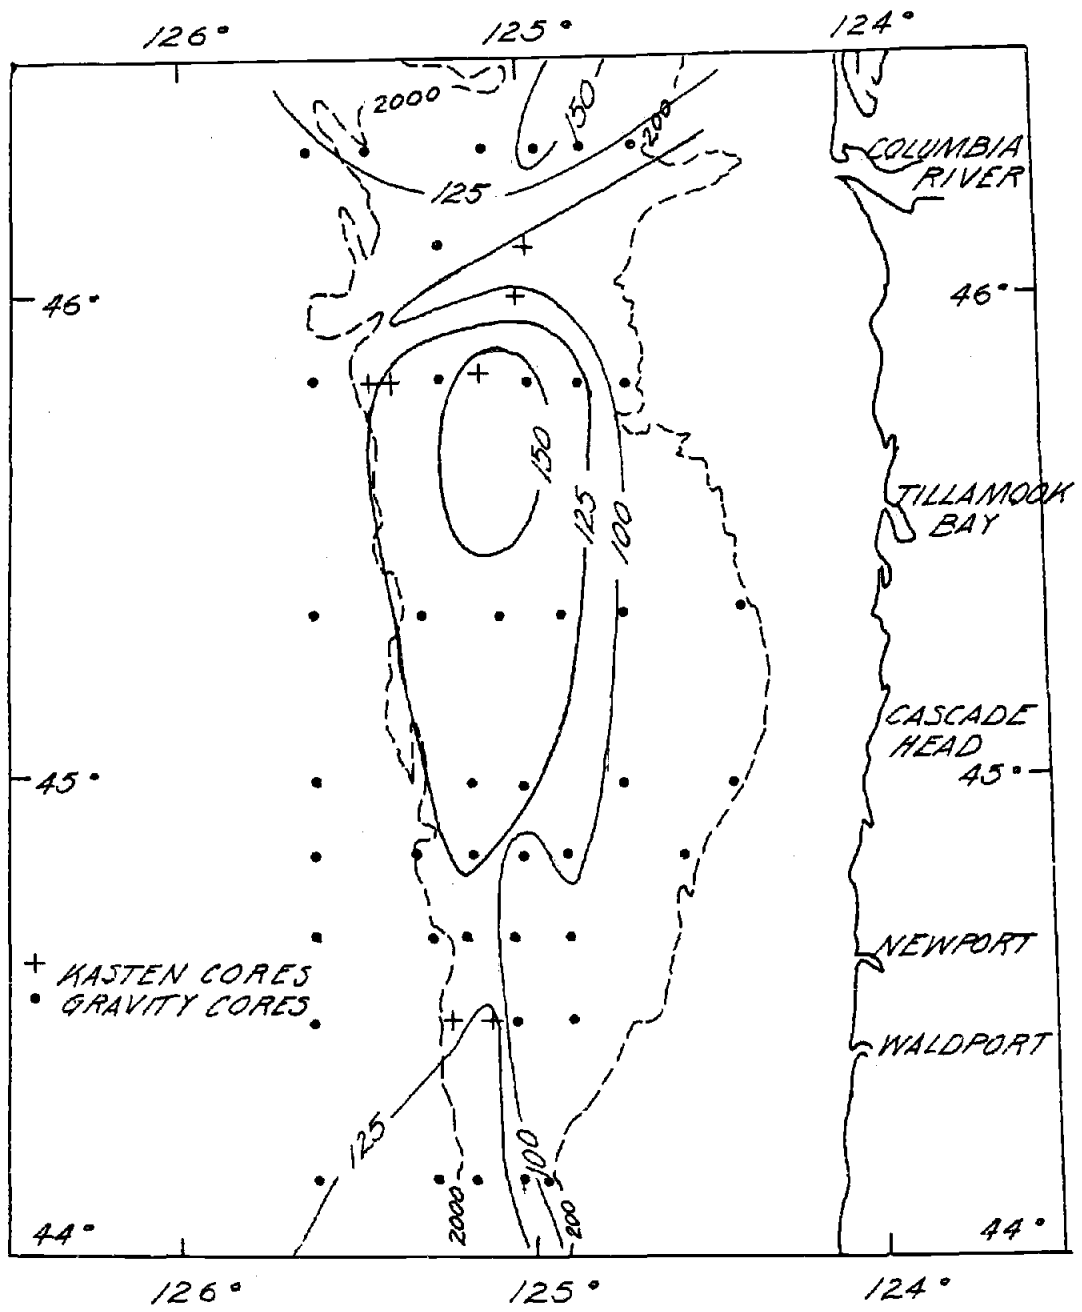 126° 125° 124°
2000
150
200
COLUMBIA
RIVER
125
46° 46°
150
125
100
TILLAMOOK
BAY
CASCADE
HEAD
45° 45°
NEWPORT
+ KASTEN CORES
• GRAVITY CORES
WALDPORT
125
100
2000
200
44° 44°
126° 125° 124°